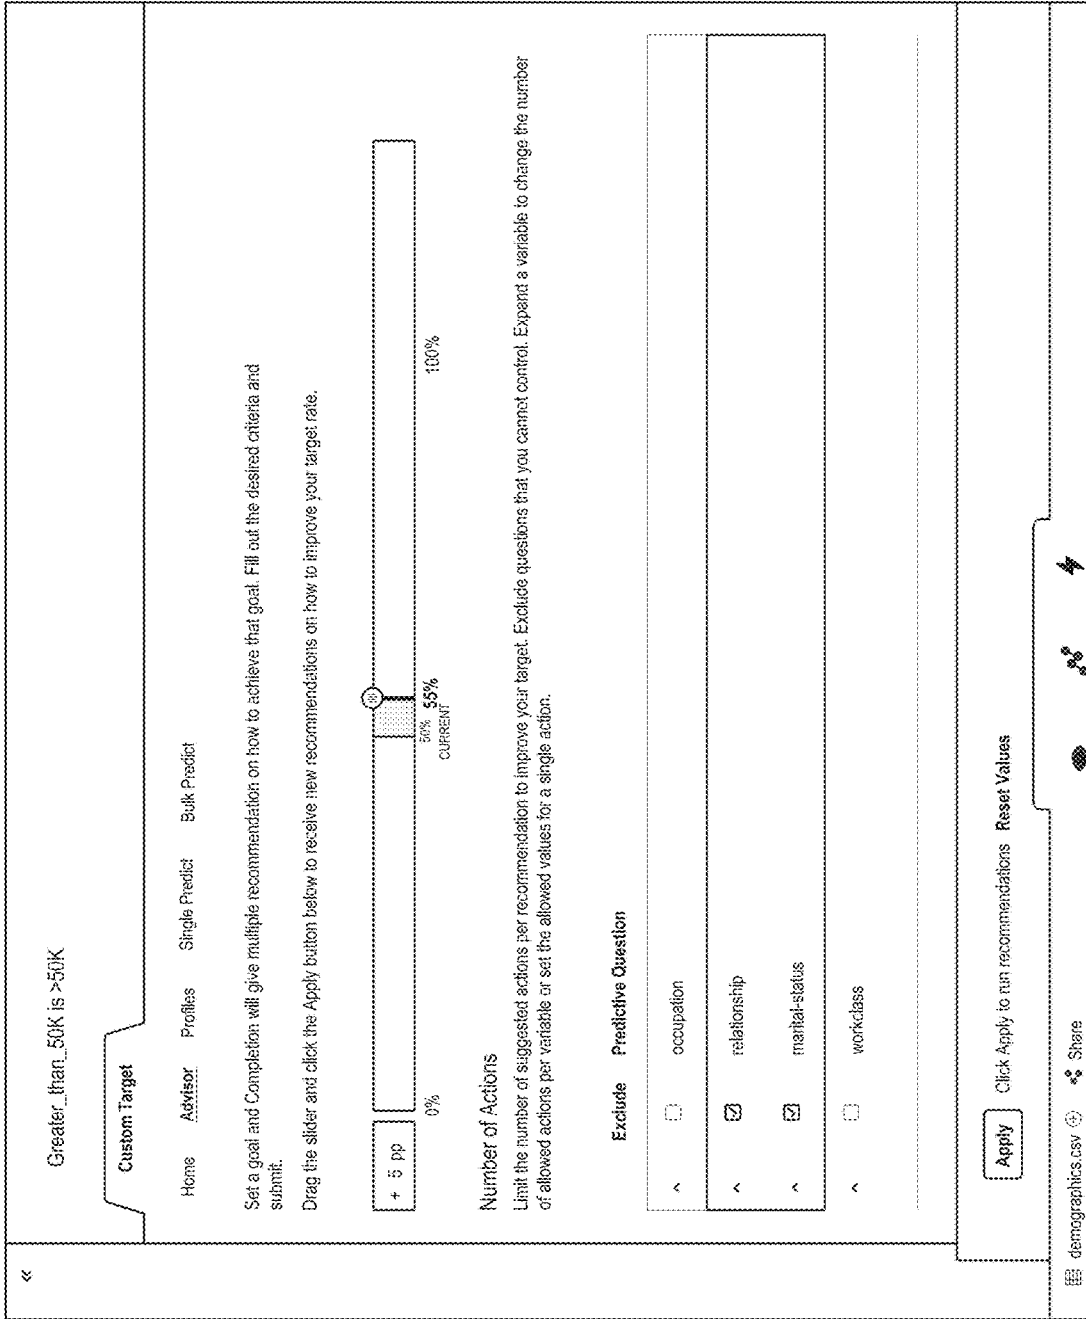 «
Greater_than_50K is >50K
Custom Target
Home Advisor Profiles Single Predict Bulk Predict
Set a goal and Completion will give multiple recommendation on how to achieve that goal. Fill out the desired criteria and
submit.
Drag the slider and click the Apply button below to receive new recommendations on how to improve your target rate.
+ 5 pp
0% 50% 55% 100%
CURRENT
Number of Actions
Limit the number of suggested actions per recommendation to improve your target. Exclude questions that you cannot control. Expand a variable to change the number
of allowed actions per variable or set the allowed values for a single action.
Exclude Predictive Question
occupation
relationship
marital-status
workclass
Apply Click Apply to run recommendations Reset Values
demographics.csv Share